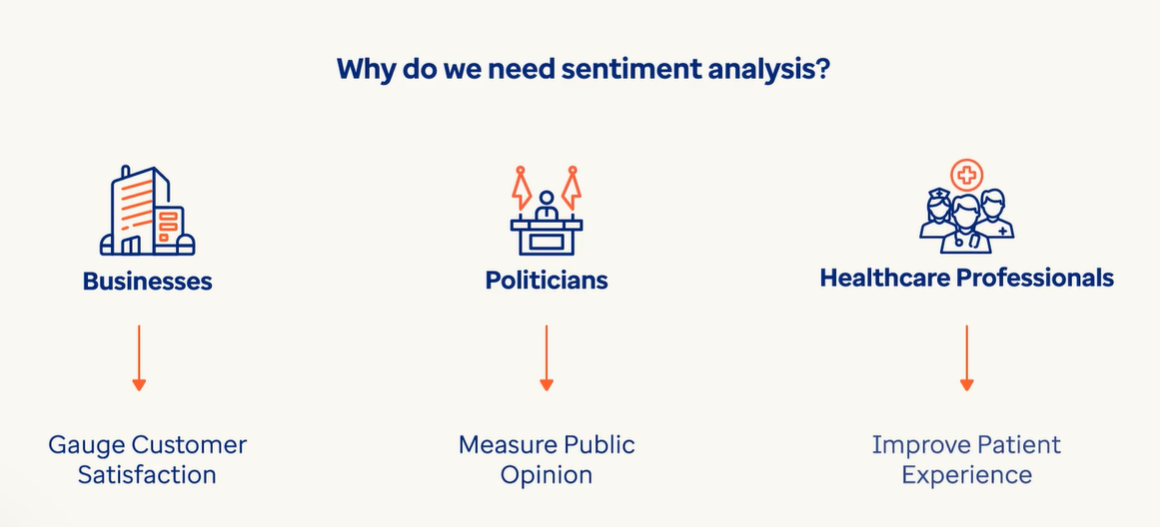 Why do we need sentiment analysis?
Businesses
Politicians
Healthcare Professionals
Gauge Customer
Satisfaction
Measure Public
Opinion
Improve Patient
Experience